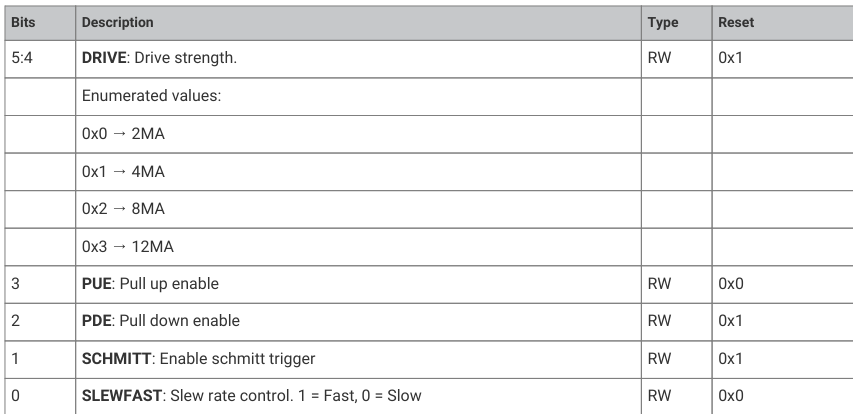 Bits Description Type Reset
5:4 DRIVE: Drive strength. RW 0x1
Enumerated values:
0x0 → 2MA
0x1 → 4MA
0x2 → 8MA
0x3 → 12MA
3 PUE: Pull up enable RW 0x0
2 PDE: Pull down enable RW 0x1
1 SCHMITT: Enable schmitt trigger RW 0x1
0 SLEWFAST: Slew rate control. 1 = Fast, 0 = Slow RW 0x0